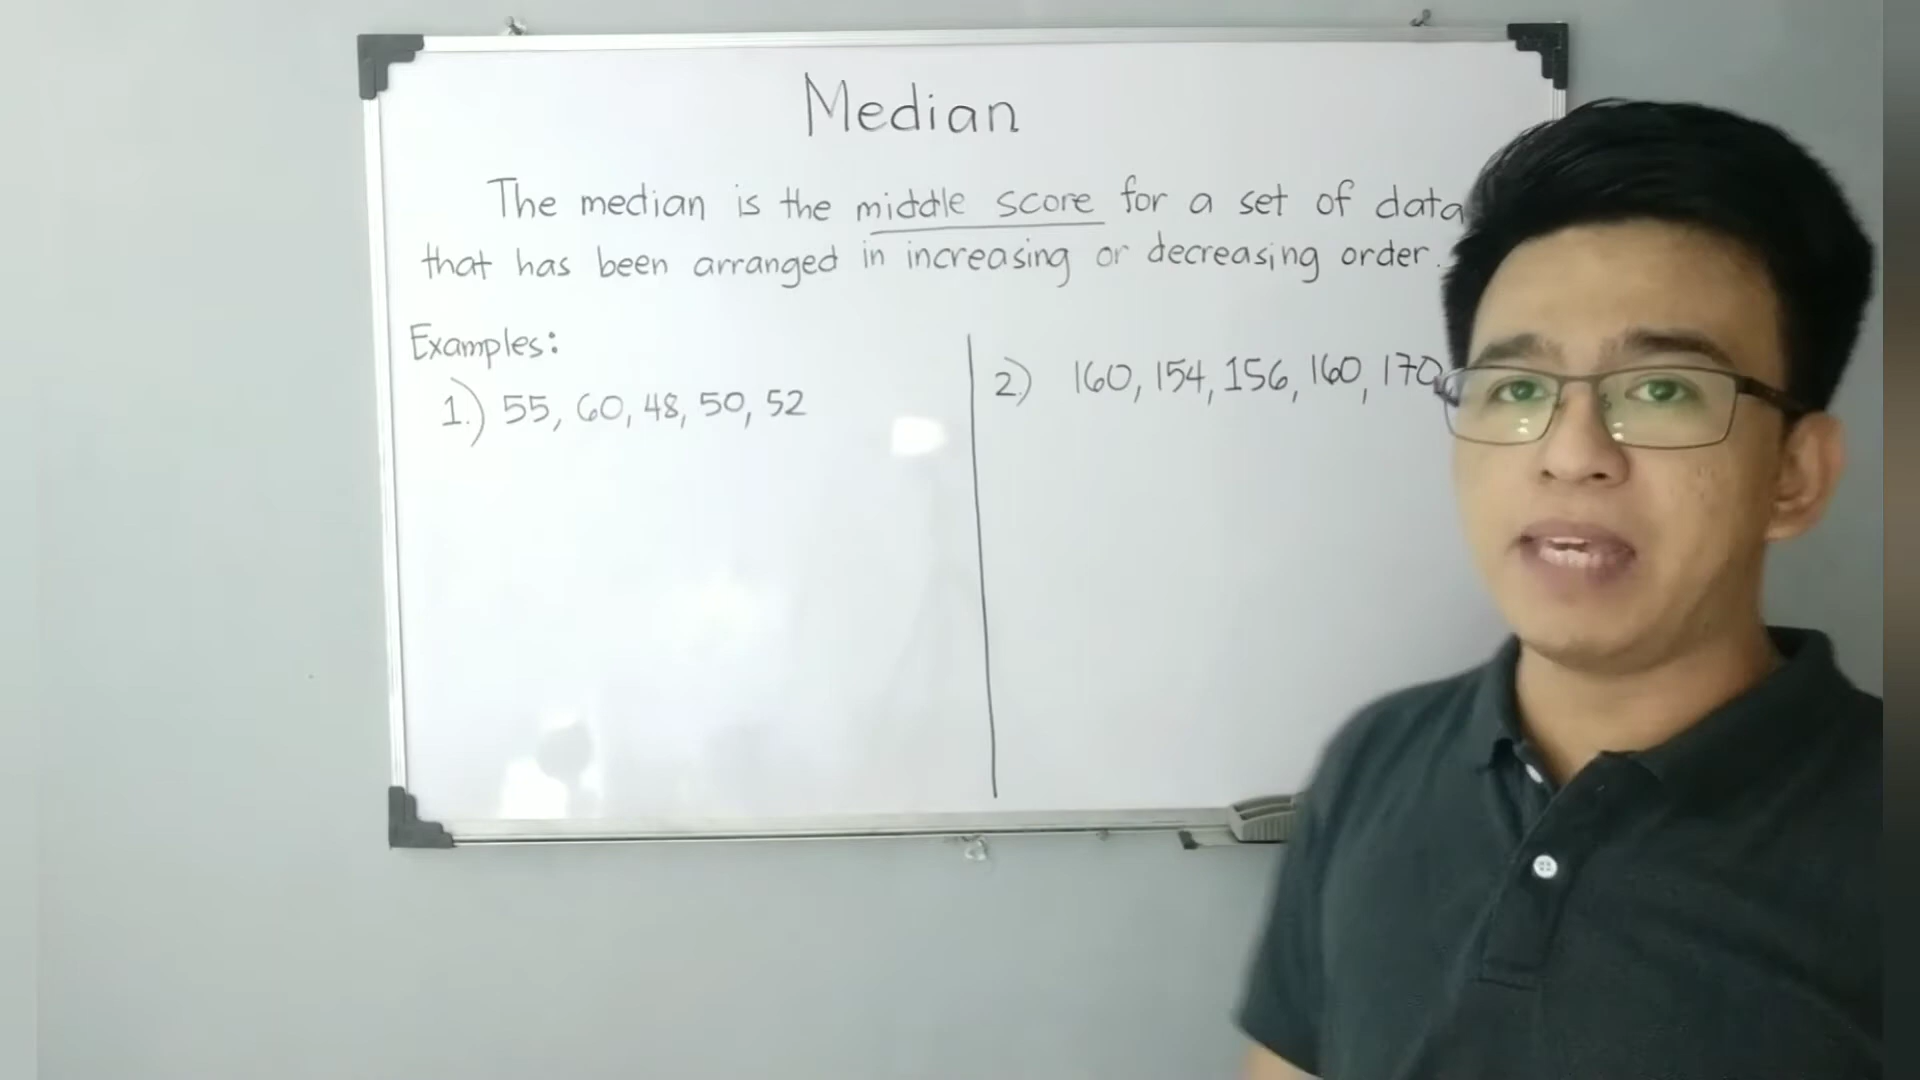 Median
The median is the middle score for a set of data
that has been arranged in increasing or decreasing order.
Examples:
1.) 55, 60, 48, 50, 52
2.) 160, 154, 156, 160, 170,